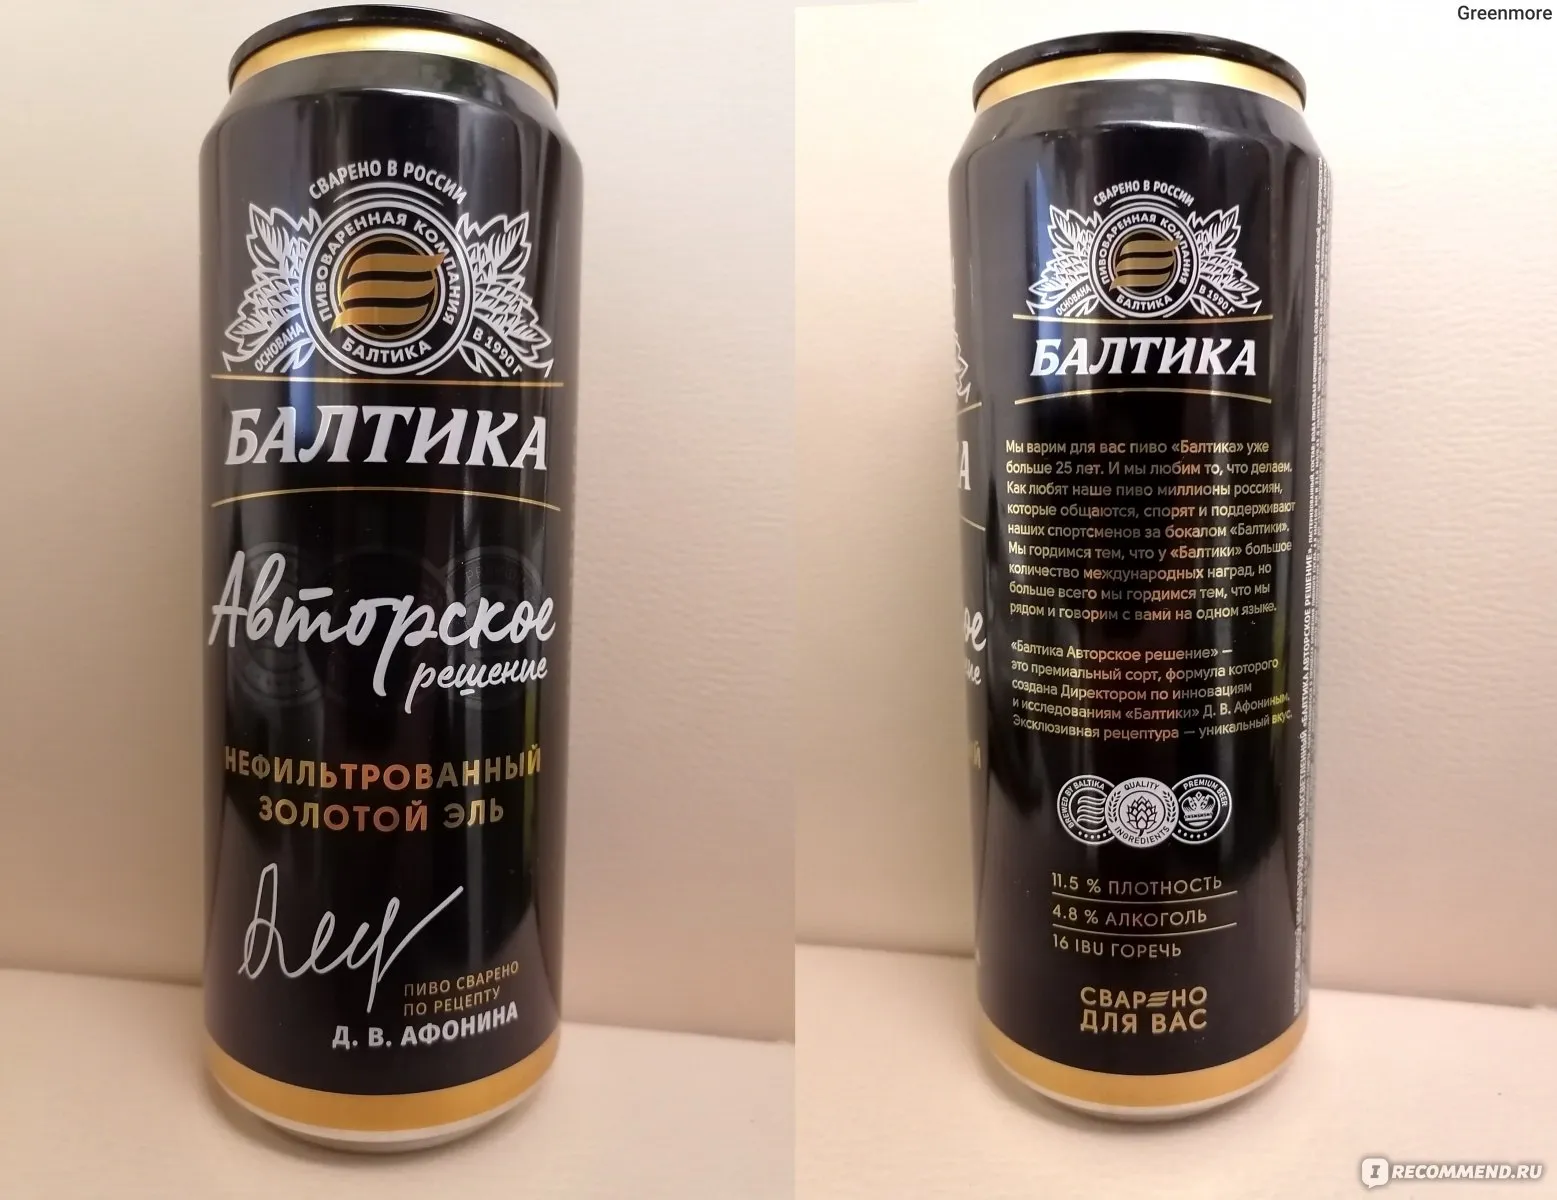 Greenmore
СВАРЕНО В РОССИИ
ПИВОВАРЕННАЯ КОМПАНИЯ
БАЛТИКА
ОСНОВАНА В 1990 Г.
БАЛТИКА
Авторское
решение
НЕФИЛЬТРОВАННЫЙ
ЗОЛОТОЙ ЭЛЬ
ПИВО СВАРЕНО
ПО РЕЦЕПТУ
Д. В. АФОНИНА
СВАРЕНО В РОССИИ
ПИВОВАРЕННАЯ КОМПАНИЯ
БАЛТИКА
ОСНОВАНА В 1990 Г.
БАЛТИКА
Мы варим для вас пиво «Балтика» уже
больше 25 лет. И мы любим то, что делаем.
Как любят наше пиво миллионы россиян,
которые общаются, спорят и поддерживают
наших спортсменов за бокалом «Балтики».
Мы гордимся тем, что у «Балтики» большое
количество международных наград, но
больше всего мы гордимся тем, что мы
рядом и говорим с вами на одном языке.
«Балтика Авторское решение» —
это премиальный сорт, формула которого
создана Директором по инновациям
и исследованиям «Балтики» Д. В. Афониным.
Эксклюзивная рецептура — уникальный вкус.
BREWED BY BALTIKA
QUALITY INGREDIENTS
PREMIUM BEER
11.5 % ПЛОТНОСТЬ
4.8 % АЛКОГОЛЬ
16 IBU ГОРЕЧЬ
СВАРЕНО
ДЛЯ ВАС
IRECOMMEND.RU